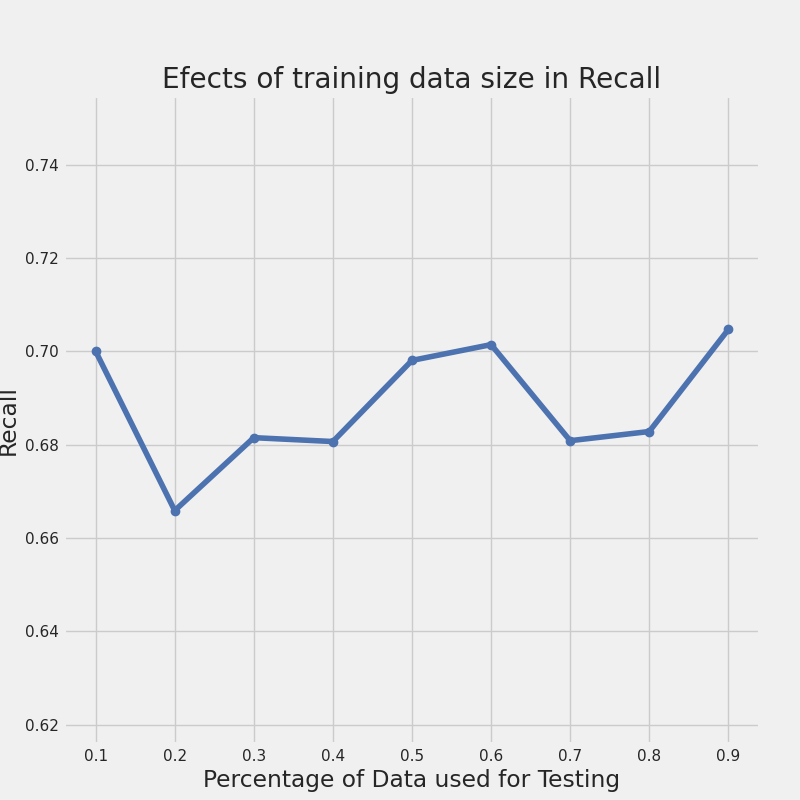 Efects of training data size in Recall
0.74
0.72
0.70
0.68
0.66
0.64
0.62
Recall
0.1 0.2 0.3 0.4 0.5 0.6 0.7 0.8 0.9
Percentage of Data used for Testing